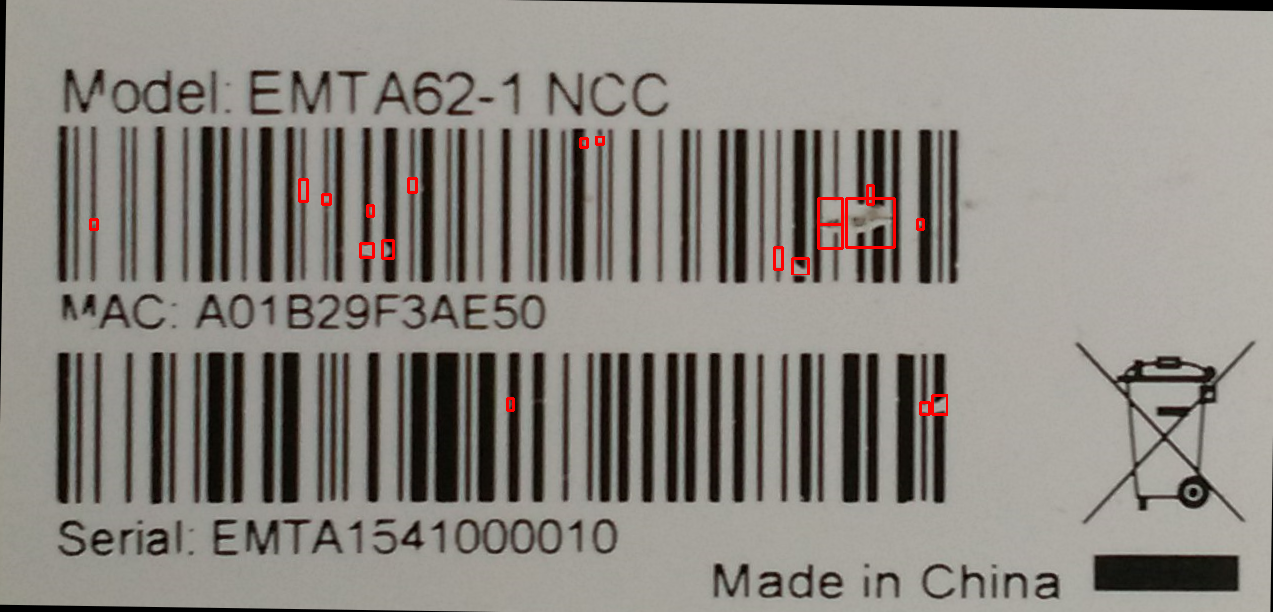 Model: EMTA62-1 NCC
MAC: A01B29F3AE50
Serial: EMTA1541000010
Made in China